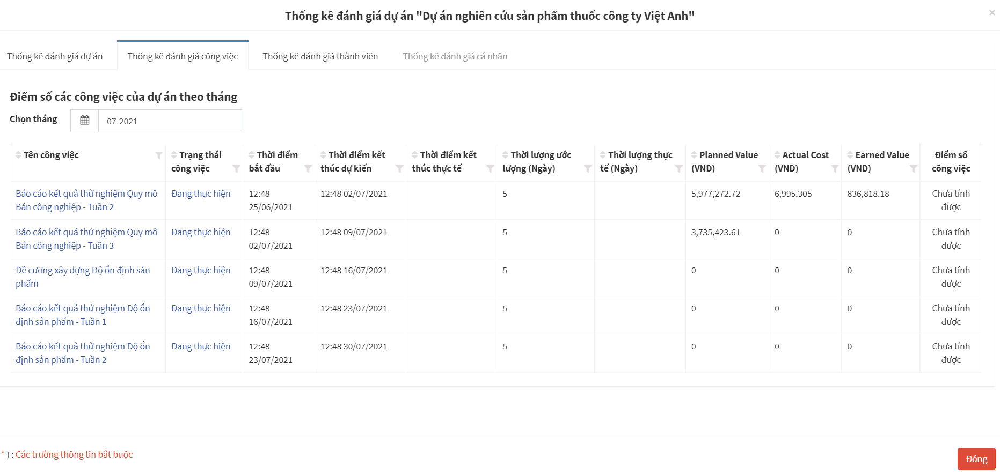 Thống kê đánh giá dự án "Dự án nghiên cứu sản phẩm thuốc công ty Việt Anh"
×
Thống kê đánh giá dự án
Thống kê đánh giá công việc
Thống kê đánh giá thành viên
Thống kê đánh giá cá nhân
Điểm số các công việc của dự án theo tháng
Chọn tháng
07-2021
Tên công việc
Trạng thái
công việc
Thời điểm
bắt đầu
Thời điểm kết
thúc dự kiến
Thời điểm kết
thúc thực tế
Thời lượng ước
lượng (Ngày)
Thời lượng thực
tế (Ngày)
Planned Value
(VND)
Actual Cost
(VND)
Earned Value
(VND)
Điểm số
công việc
Báo cáo kết quả thử nghiệm Quy mô
Bán công nghiệp - Tuần 2
Đang thực hiện
12:48
25/06/2021
12:48 02/07/2021
5
5,977,272.72
6,995,305
836,818.18
Chưa tính
được
Báo cáo kết quả thử nghiệm Quy mô
Bán công nghiệp - Tuần 3
Đang thực hiện
12:48
02/07/2021
12:48 09/07/2021
5
3,735,423.61
0
0
Chưa tính
được
Đề cương xây dựng Độ ổn định sản
phẩm
Đang thực hiện
12:48
09/07/2021
12:48 16/07/2021
5
0
0
0
Chưa tính
được
Báo cáo kết quả thử nghiệm Độ ổn
định sản phẩm - Tuần 1
Đang thực hiện
12:48
16/07/2021
12:48 23/07/2021
5
0
0
0
Chưa tính
được
Báo cáo kết quả thử nghiệm Độ ổn
định sản phẩm - Tuần 2
Đang thực hiện
12:48
23/07/2021
12:48 30/07/2021
5
0
0
0
Chưa tính
được
* ) : Các trường thông tin bắt buộc
Đóng